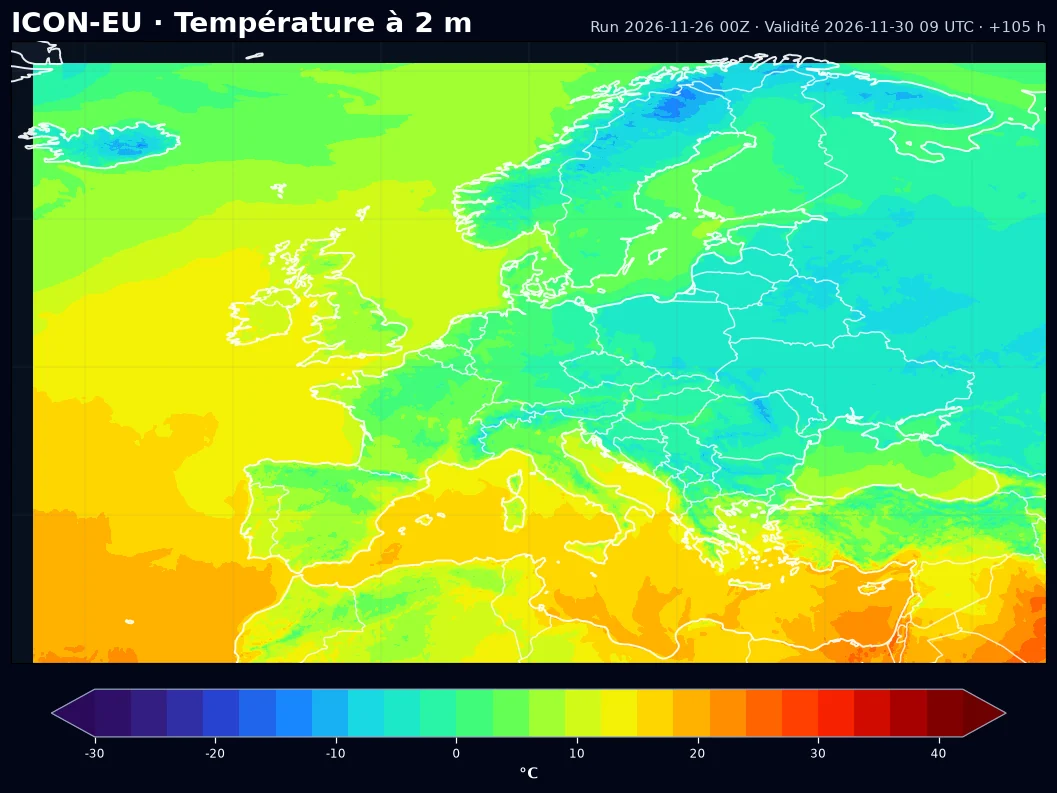 ICON-EU · Température à 2 m
Run 2026-11-26 00Z · Validité 2026-11-30 09 UTC · +105 h
-30 -20 -10 0 10 20 30 40
°C